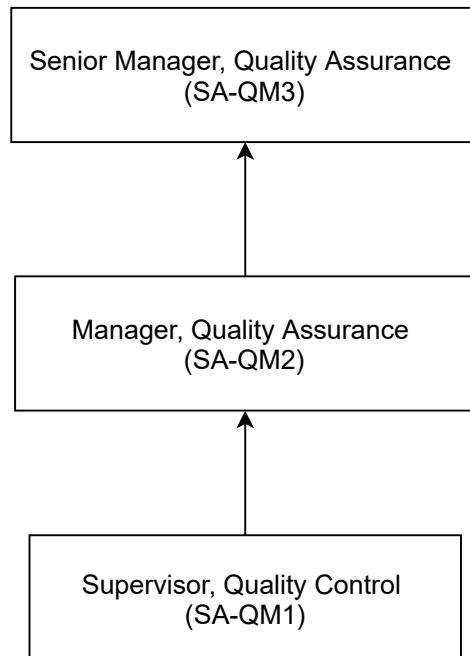 Senior Manager, Quality Assurance
(SA-QM3)
Manager, Quality Assurance
(SA-QM2)
Supervisor, Quality Control
(SA-QM1)